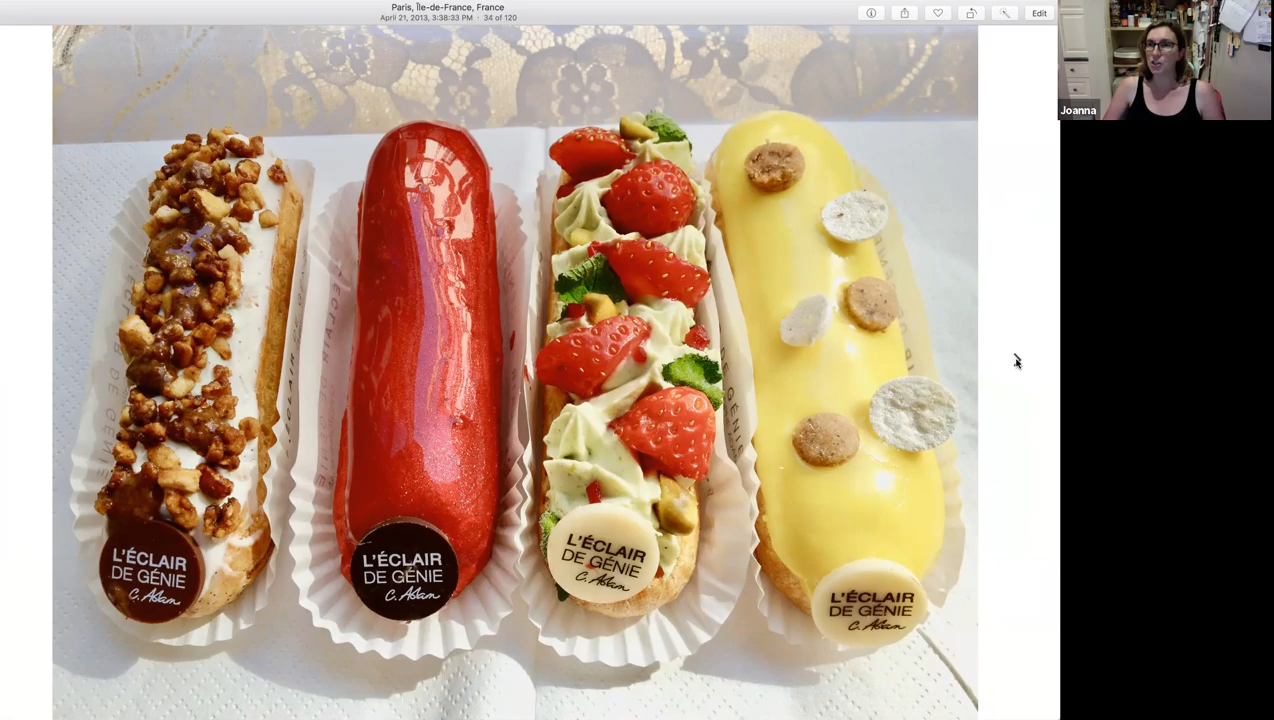 Paris, Île-de-France, France
April 21, 2013, 3:38:33 PM · 34 of 120
Edit
Joanna
L'ÉCLAIR
DE GÉNIE
C. Adam
L'ÉCLAIR
DE GÉNIE
C. Adam
L'ÉCLAIR
DE GÉNIE
C. Adam
L'ÉCLAIR
DE GÉNIE
C. Adam